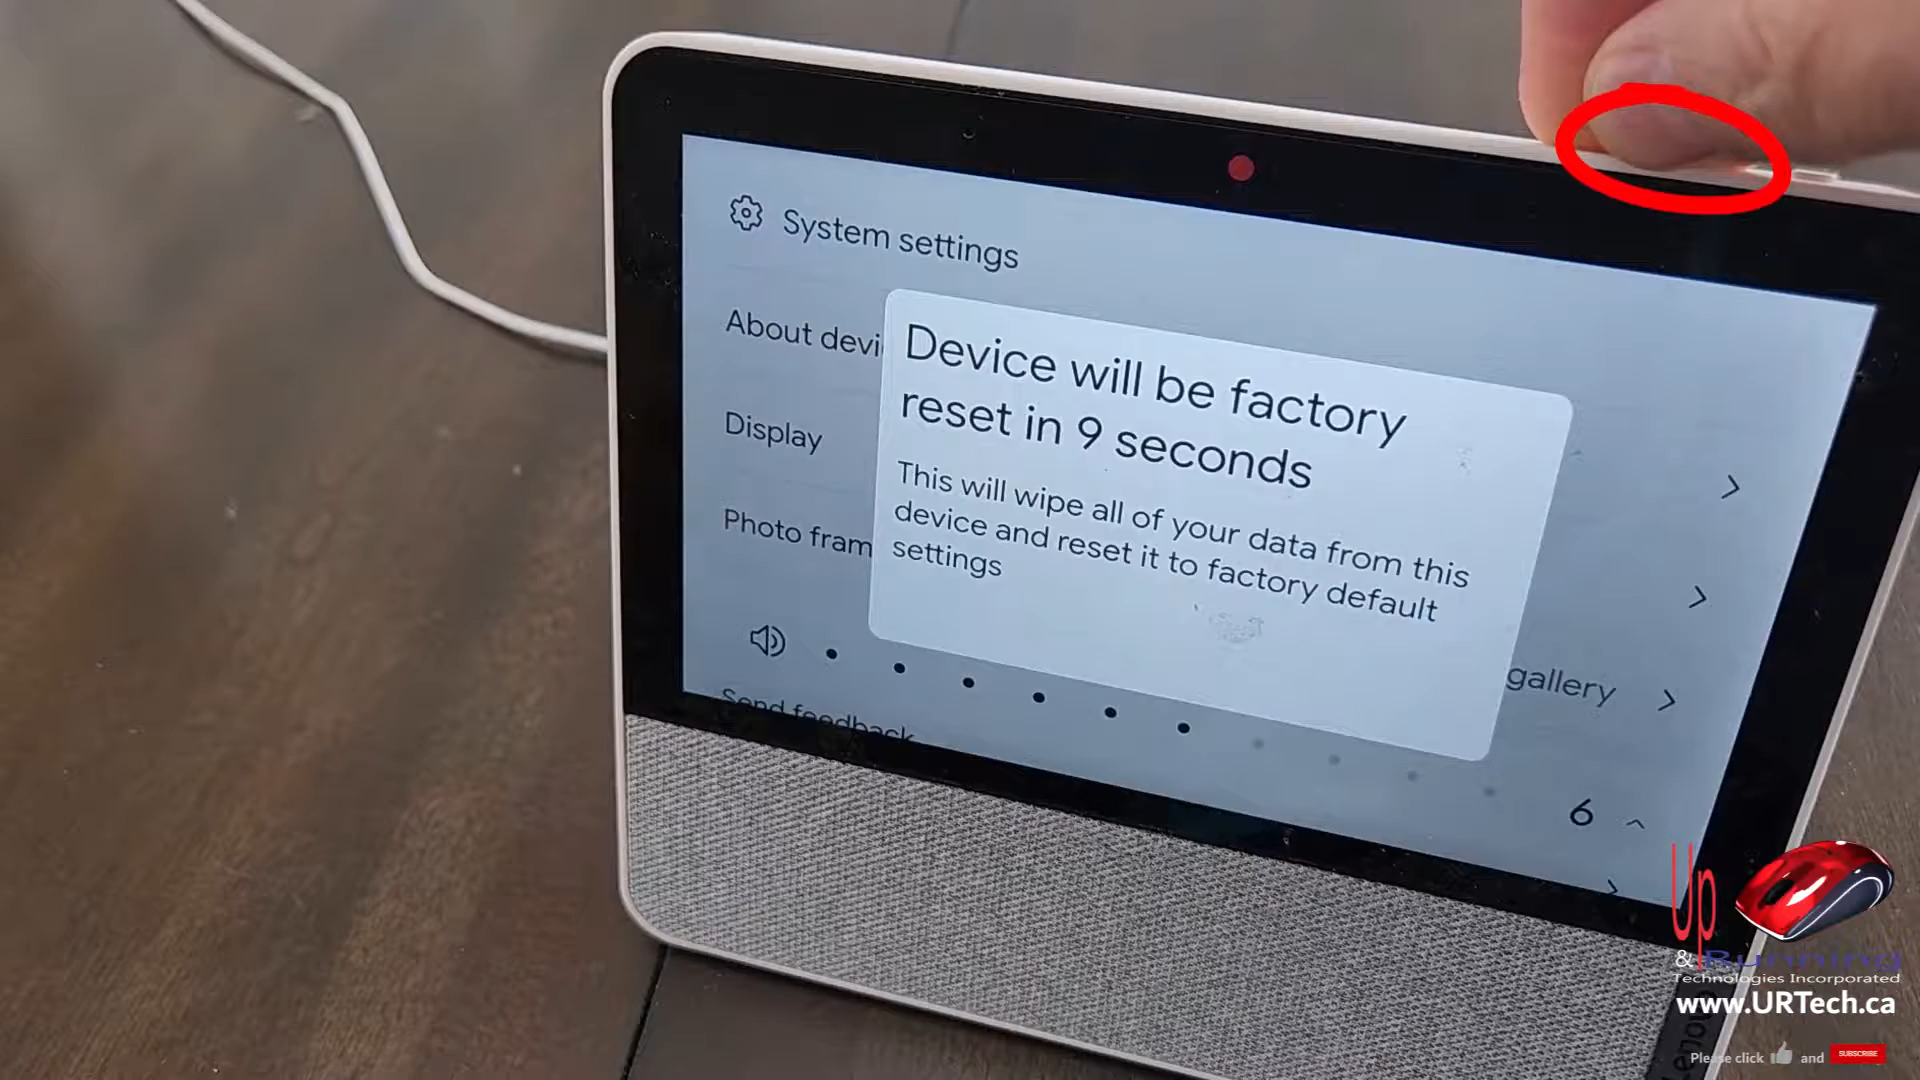 System settings
About devi
Device will be factory
reset in 9 seconds
Display
This will wipe all of your data from this
device and reset it to factory default
settings
Photo fram
gallery
Send feedback
6
Up
& Running
Technologies Incorporated
www.URTech.ca
Lenovo
Please click and SUBSCRIBE